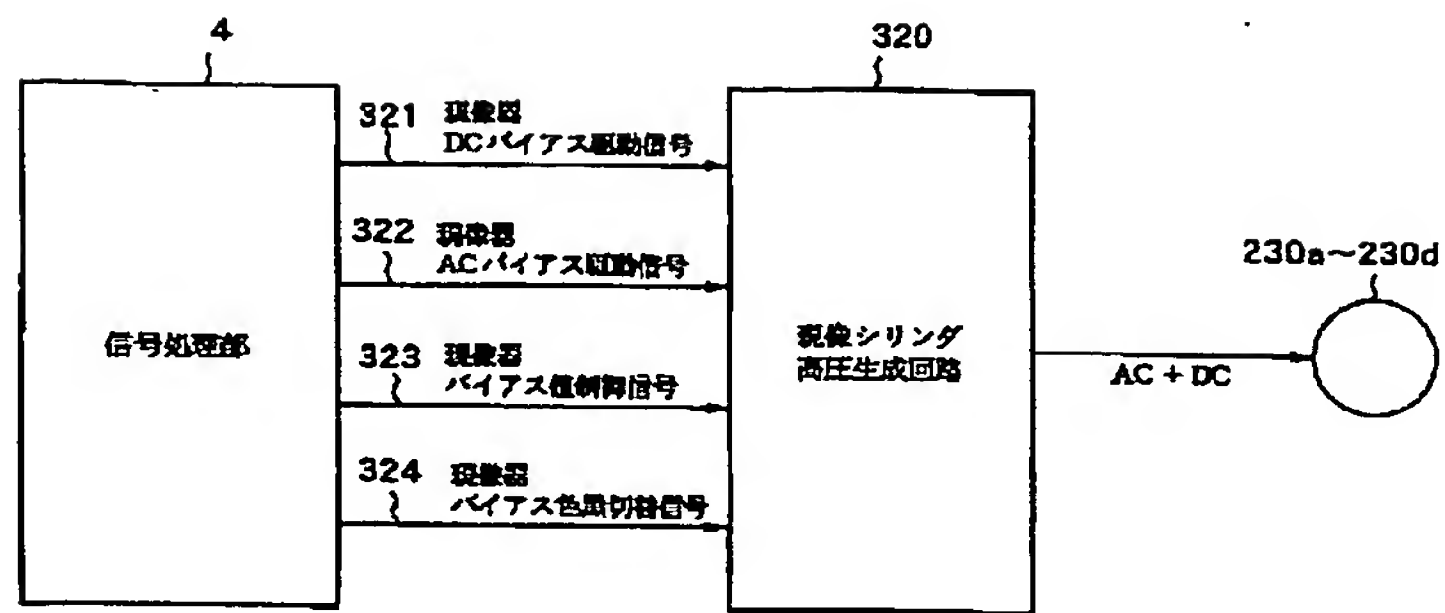 4
320
321 現像器
DCバイアス駆動信号
322 現像器
ACバイアス駆動信号
230a～230d
信号処理部
323 現像器
バイアス値制御信号
現像シリンダ
高圧生成回路
AC + DC
324 現像器
バイアス色黒切替信号